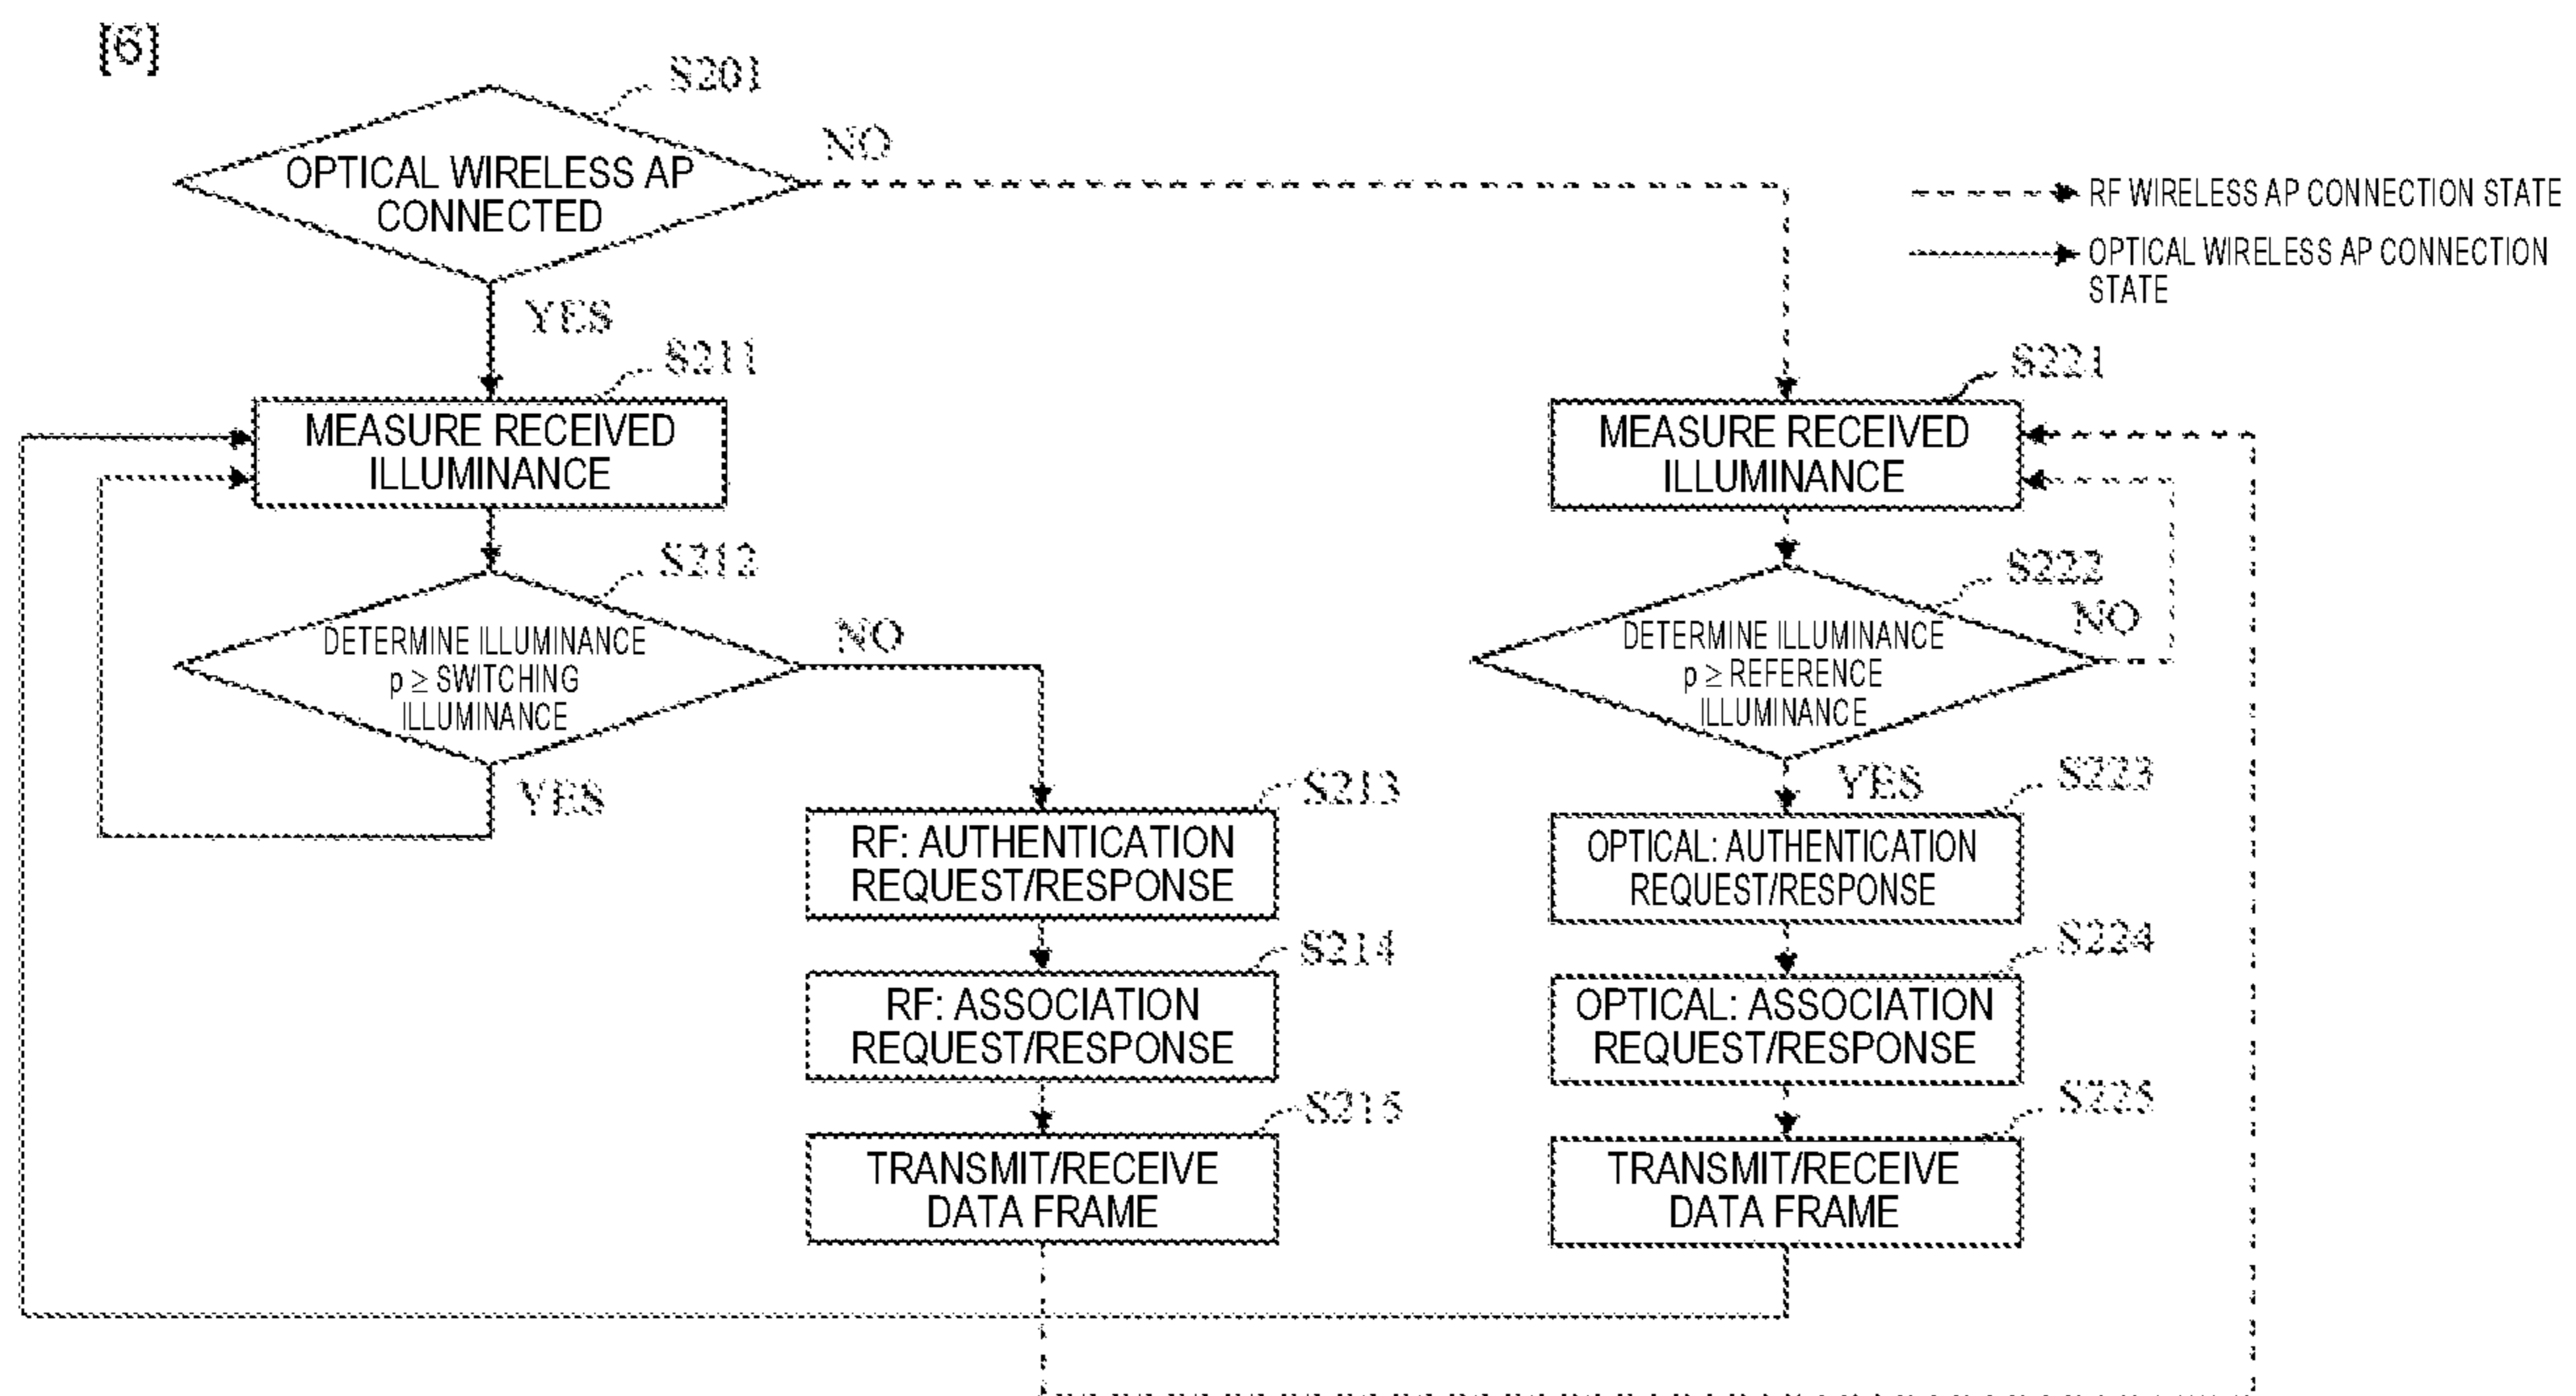 [6]
S201
OPTICAL WIRELESS AP
CONNECTED
NO
YES
RF WIRELESS AP CONNECTION STATE
OPTICAL WIRELESS AP CONNECTION
STATE
S211
MEASURE RECEIVED
ILLUMINANCE
S212
DETERMINE ILLUMINANCE
p ≥ SWITCHING
ILLUMINANCE
NO
YES
S213
RF: AUTHENTICATION
REQUEST/RESPONSE
S214
RF: ASSOCIATION
REQUEST/RESPONSE
S215
TRANSMIT/RECEIVE
DATA FRAME
S221
MEASURE RECEIVED
ILLUMINANCE
S222
DETERMINE ILLUMINANCE
p ≥ REFERENCE
ILLUMINANCE
NO
YES
S223
OPTICAL: AUTHENTICATION
REQUEST/RESPONSE
S224
OPTICAL: ASSOCIATION
REQUEST/RESPONSE
S225
TRANSMIT/RECEIVE
DATA FRAME